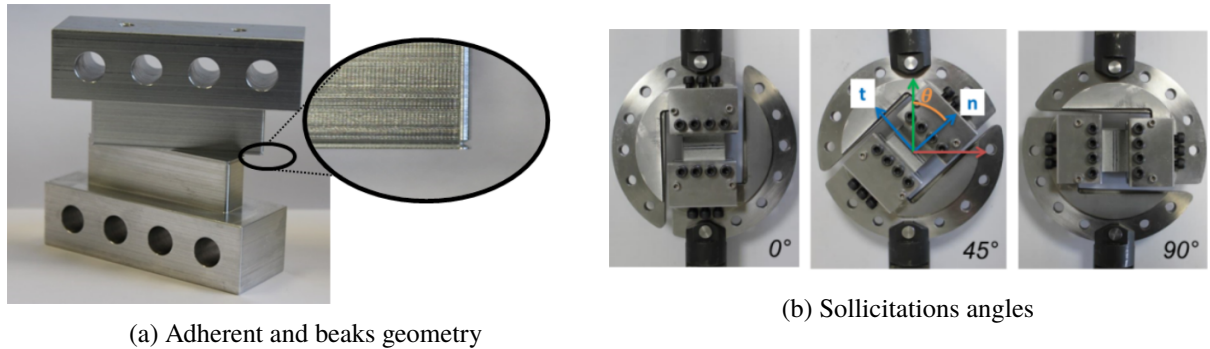 t
θ
n
0°
45°
90°
(a) Adherent and beaks geometry
(b) Sollicitations angles